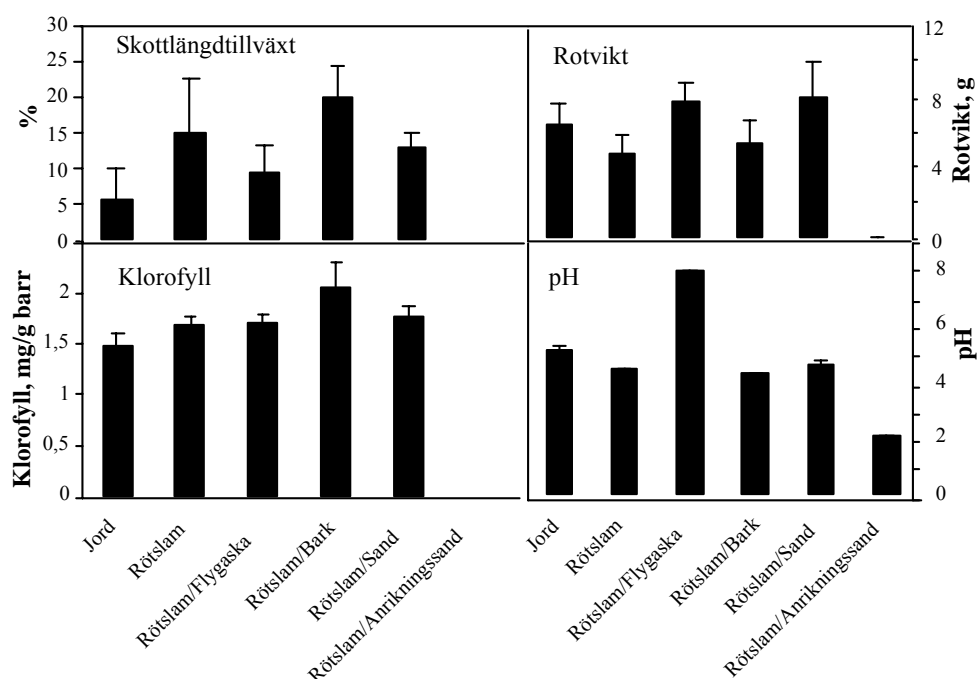 Skottlängdtillväxt
%
30
25
20
15
10
5
0
Rotvikt
Rotvikt, g
12
8
4
0
Klorofyll
Klorofyll, mg/g barr
2
1,5
1
0,5
0
pH
pH
8
6
4
2
0
Jord
Rötslam
Rötslam/Flygaska
Rötslam/Bark
Rötslam/Sand
Rötslam/Anrikningssand
Jord
Rötslam
Rötslam/Flygaska
Rötslam/Bark
Rötslam/Sand
Rötslam/Anrikningssand